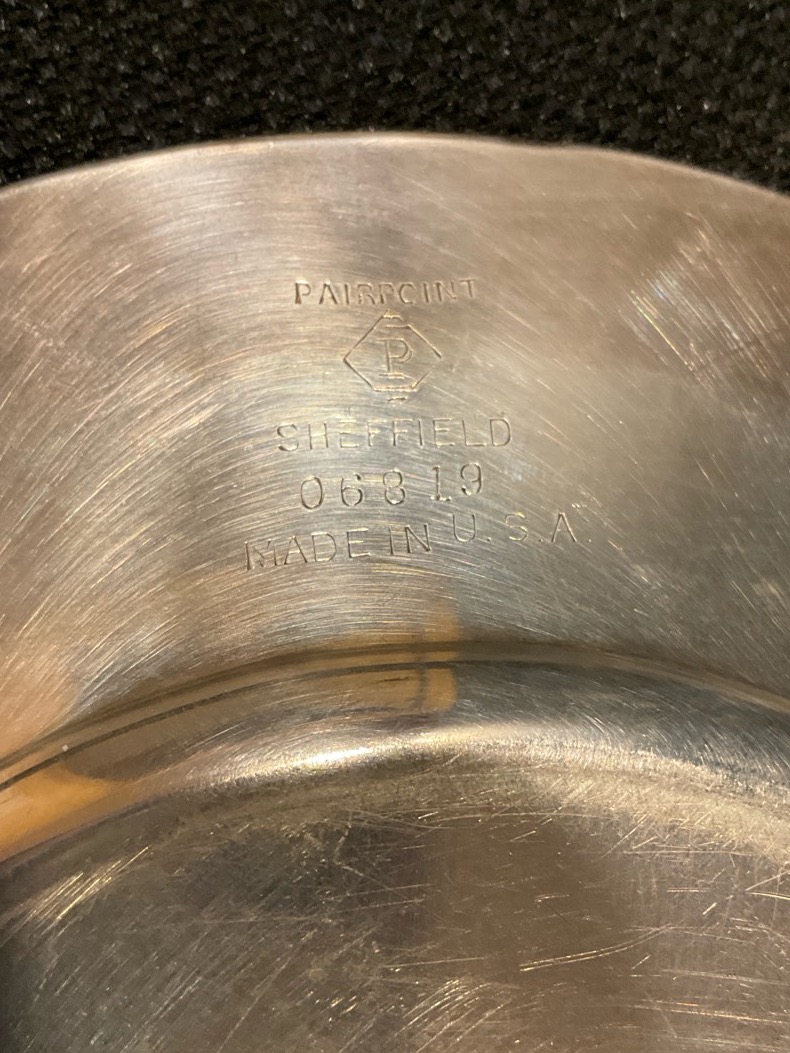 PAIRPOINT
P
SHEFFIELD
06819
MADE IN U.S.A.